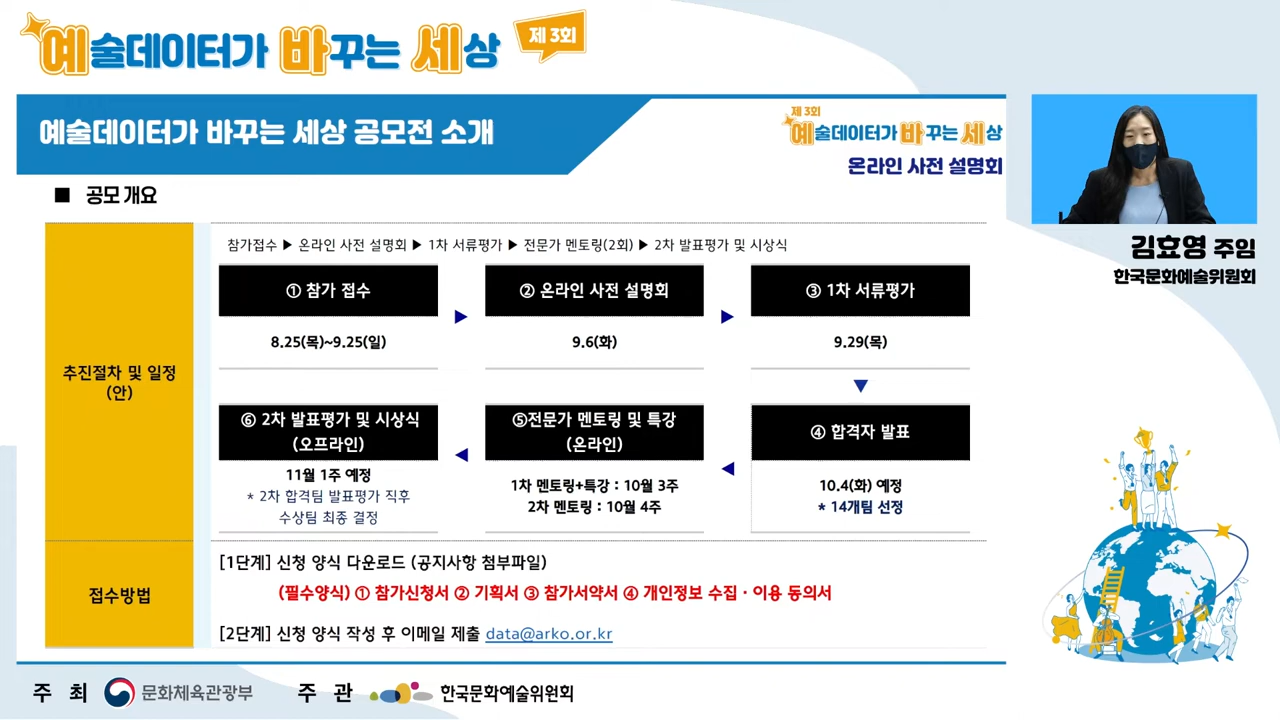 예술데이터가 바꾸는 세상 제 3회
예술데이터가 바꾸는 세상 공모전 소개
제 3회
예술데이터가 바꾸는 세상
온라인 사전 설명회
■ 공모 개요
추진절차 및 일정
(안)
참가접수 ▶ 온라인 사전 설명회 ▶ 1차 서류평가 ▶ 전문가 멘토링(2회) ▶ 2차 발표평가 및 시상식
① 참가 접수
8.25(목)~9.25(일)
② 온라인 사전 설명회
9.6(화)
③ 1차 서류평가
9.29(목)
④ 합격자 발표
10.4(화) 예정
* 14개팀 선정
⑤전문가 멘토링 및 특강
(온라인)
1차 멘토링+특강 : 10월 3주
2차 멘토링 : 10월 4주
⑥ 2차 발표평가 및 시상식
(오프라인)
11월 1주 예정
* 2차 합격팀 발표평가 직후
수상팀 최종 결정
접수방법
[1단계] 신청 양식 다운로드 (공지사항 첨부파일)
(필수양식) ① 참가신청서 ② 기획서 ③ 참가서약서 ④ 개인정보 수집 · 이용 동의서
[2단계] 신청 양식 작성 후 이메일 제출 data@arko.or.kr
김효영 주임
한국문화예술위원회
주 최 문화체육관광부 주 관 한국문화예술위원회